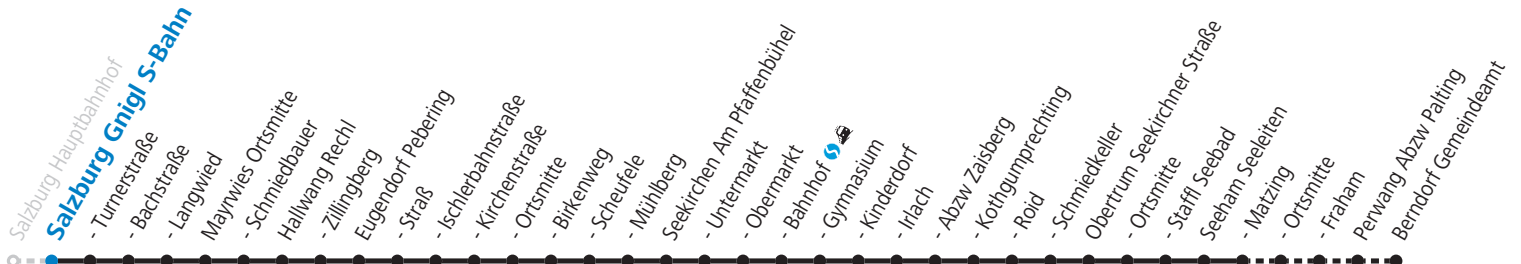 Salzburg Hauptbahnhof
Salzburg Gnigl S-Bahn
- Turnerstraße
- Bachstraße
- Langwied
Mayrwies Ortsmitte
- Schmiedbauer
Hallwang Rechl
- Zillingberg
Eugendorf Pebering
- Straß
- Ischlerbahnstraße
- Kirchenstraße
- Ortsmitte
- Birkenweg
- Scheufele
- Mühlberg
Seekirchen Am Pfaffenbühel
- Untermarkt
- Obermarkt
- Bahnhof
- Gymnasium
- Kinderdorf
- Irlach
- Abzw Zaisberg
- Kothgumprechting
- Roid
- Schmiedkeller
Obertrum Seekirchner Straße
- Ortsmitte
- Staffl Seebad
Seeham Seeleiten
- Matzing
- Ortsmitte
- Fraham
Perwang Abzw Palting
Berndorf Gemeindeamt